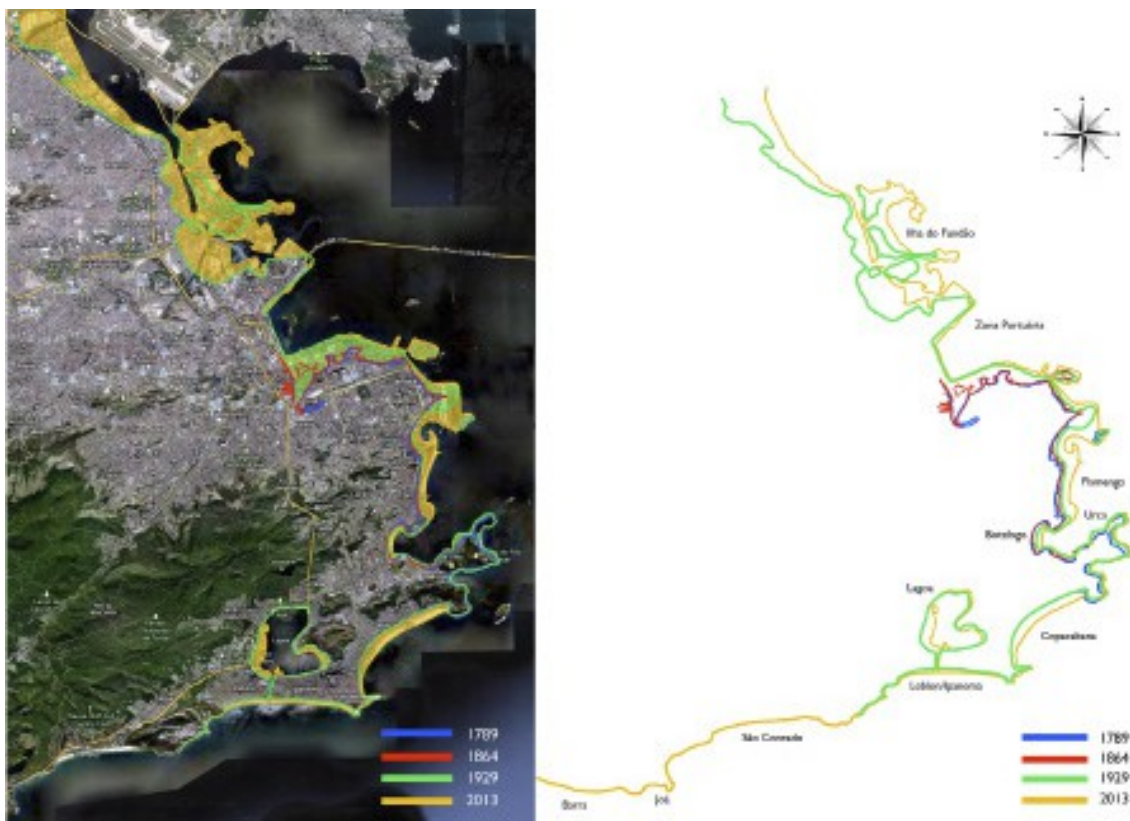 1789
1864
1929
2013
Ilha do Fundão
Zona Portuária
Flamengo
Urca
Botafogo
Lagoa
Copacabana
Leblon/Ipanema
São Conrado
Joá
Barra
1789
1864
1929
2013